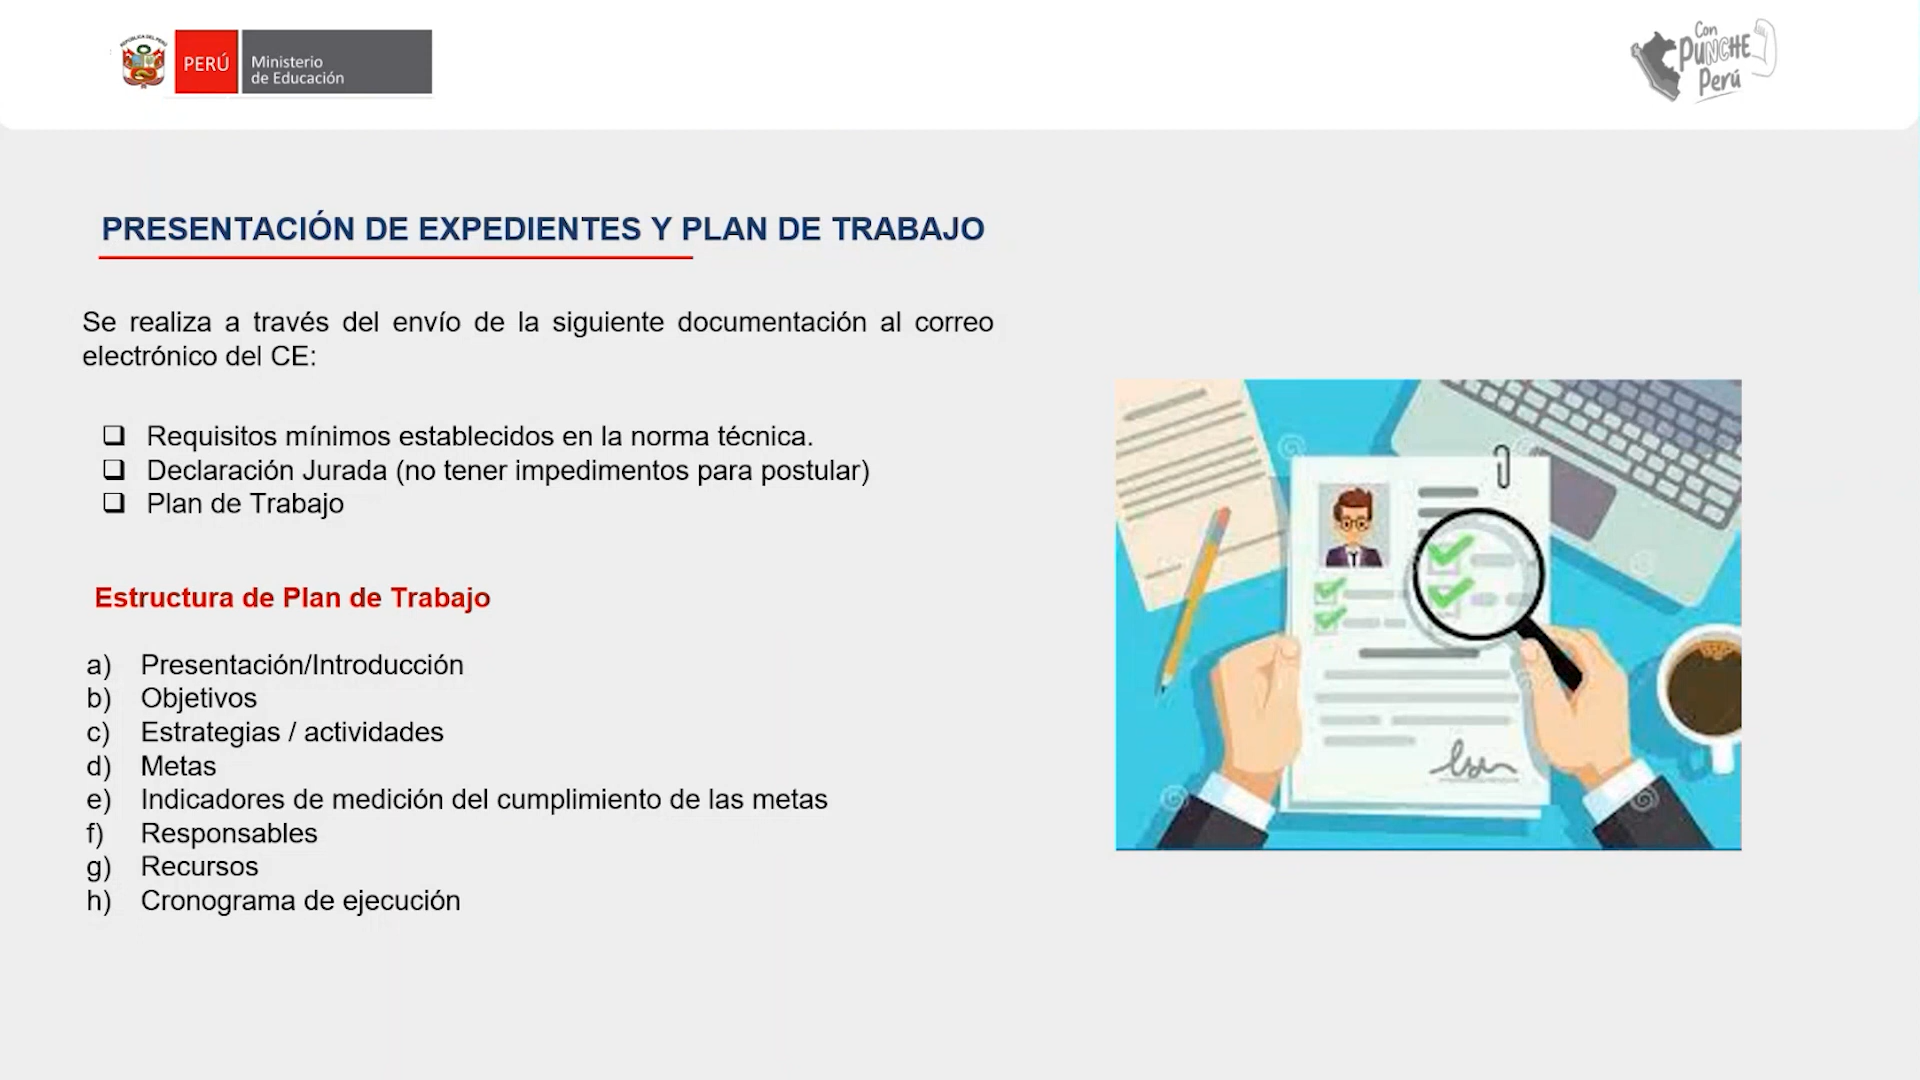 REPÚBLICA DEL PERÚ
PERÚ
Ministerio
de Educación
Con
PUNCHE
Perú
PRESENTACIÓN DE EXPEDIENTES Y PLAN DE TRABAJO
Se realiza a través del envío de la siguiente documentación al correo
electrónico del CE:
❑ Requisitos mínimos establecidos en la norma técnica.
❑ Declaración Jurada (no tener impedimentos para postular)
❑ Plan de Trabajo
Estructura de Plan de Trabajo
a) Presentación/Introducción
b) Objetivos
c) Estrategias / actividades
d) Metas
e) Indicadores de medición del cumplimiento de las metas
f) Responsables
g) Recursos
h) Cronograma de ejecución